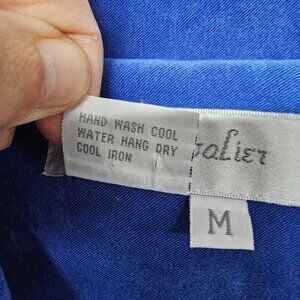 HAND WASH COOL
WATER HANG DRY
COOL IRON
M